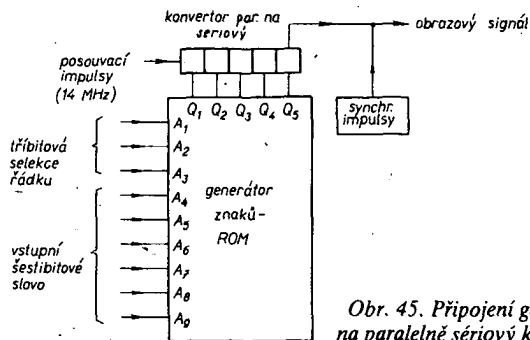 konvertor par. na
sériový
obrazový signál
posouvací
impulsy
(14 MHz)
synchr.
impulsy
Q1 Q2 Q3 Q4 Q5
tříbitová
selekce
řádku
A1
A2
A3
A4
A5
A6
A7
A8
A9
generátor
znaků-
ROM
vstupní
šestibitové
slovo
Obr. 45. Připojení g
na paralelně sériový k